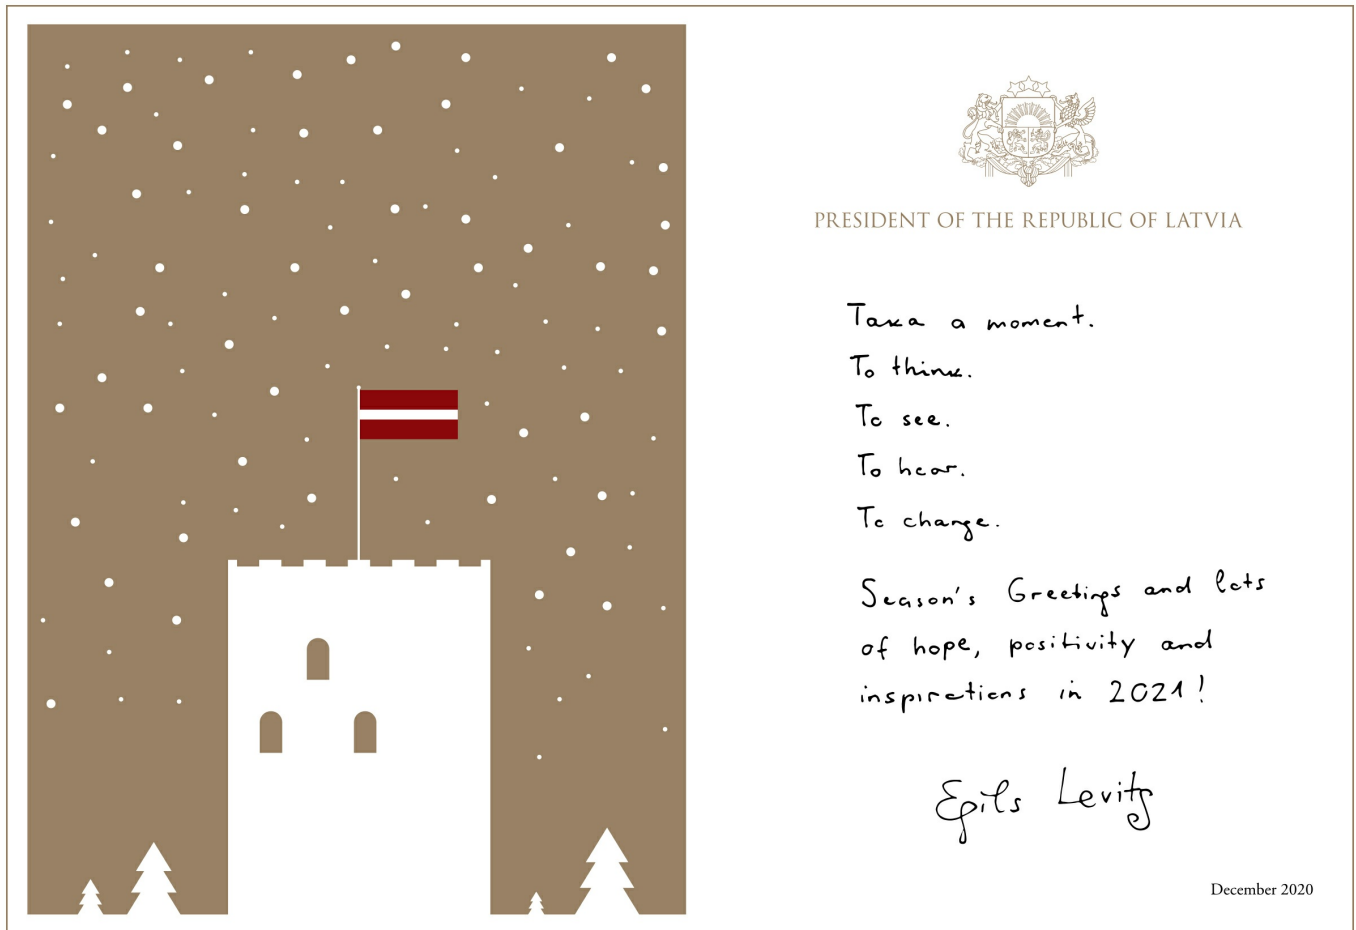 PRESIDENT OF THE REPUBLIC OF LATVIA
Take a moment.
To think.
To see.
To hear.
To change.
Season's Greetings and lots
of hope, positivity and
inspirations in 2021!
Egils Levits
December 2020